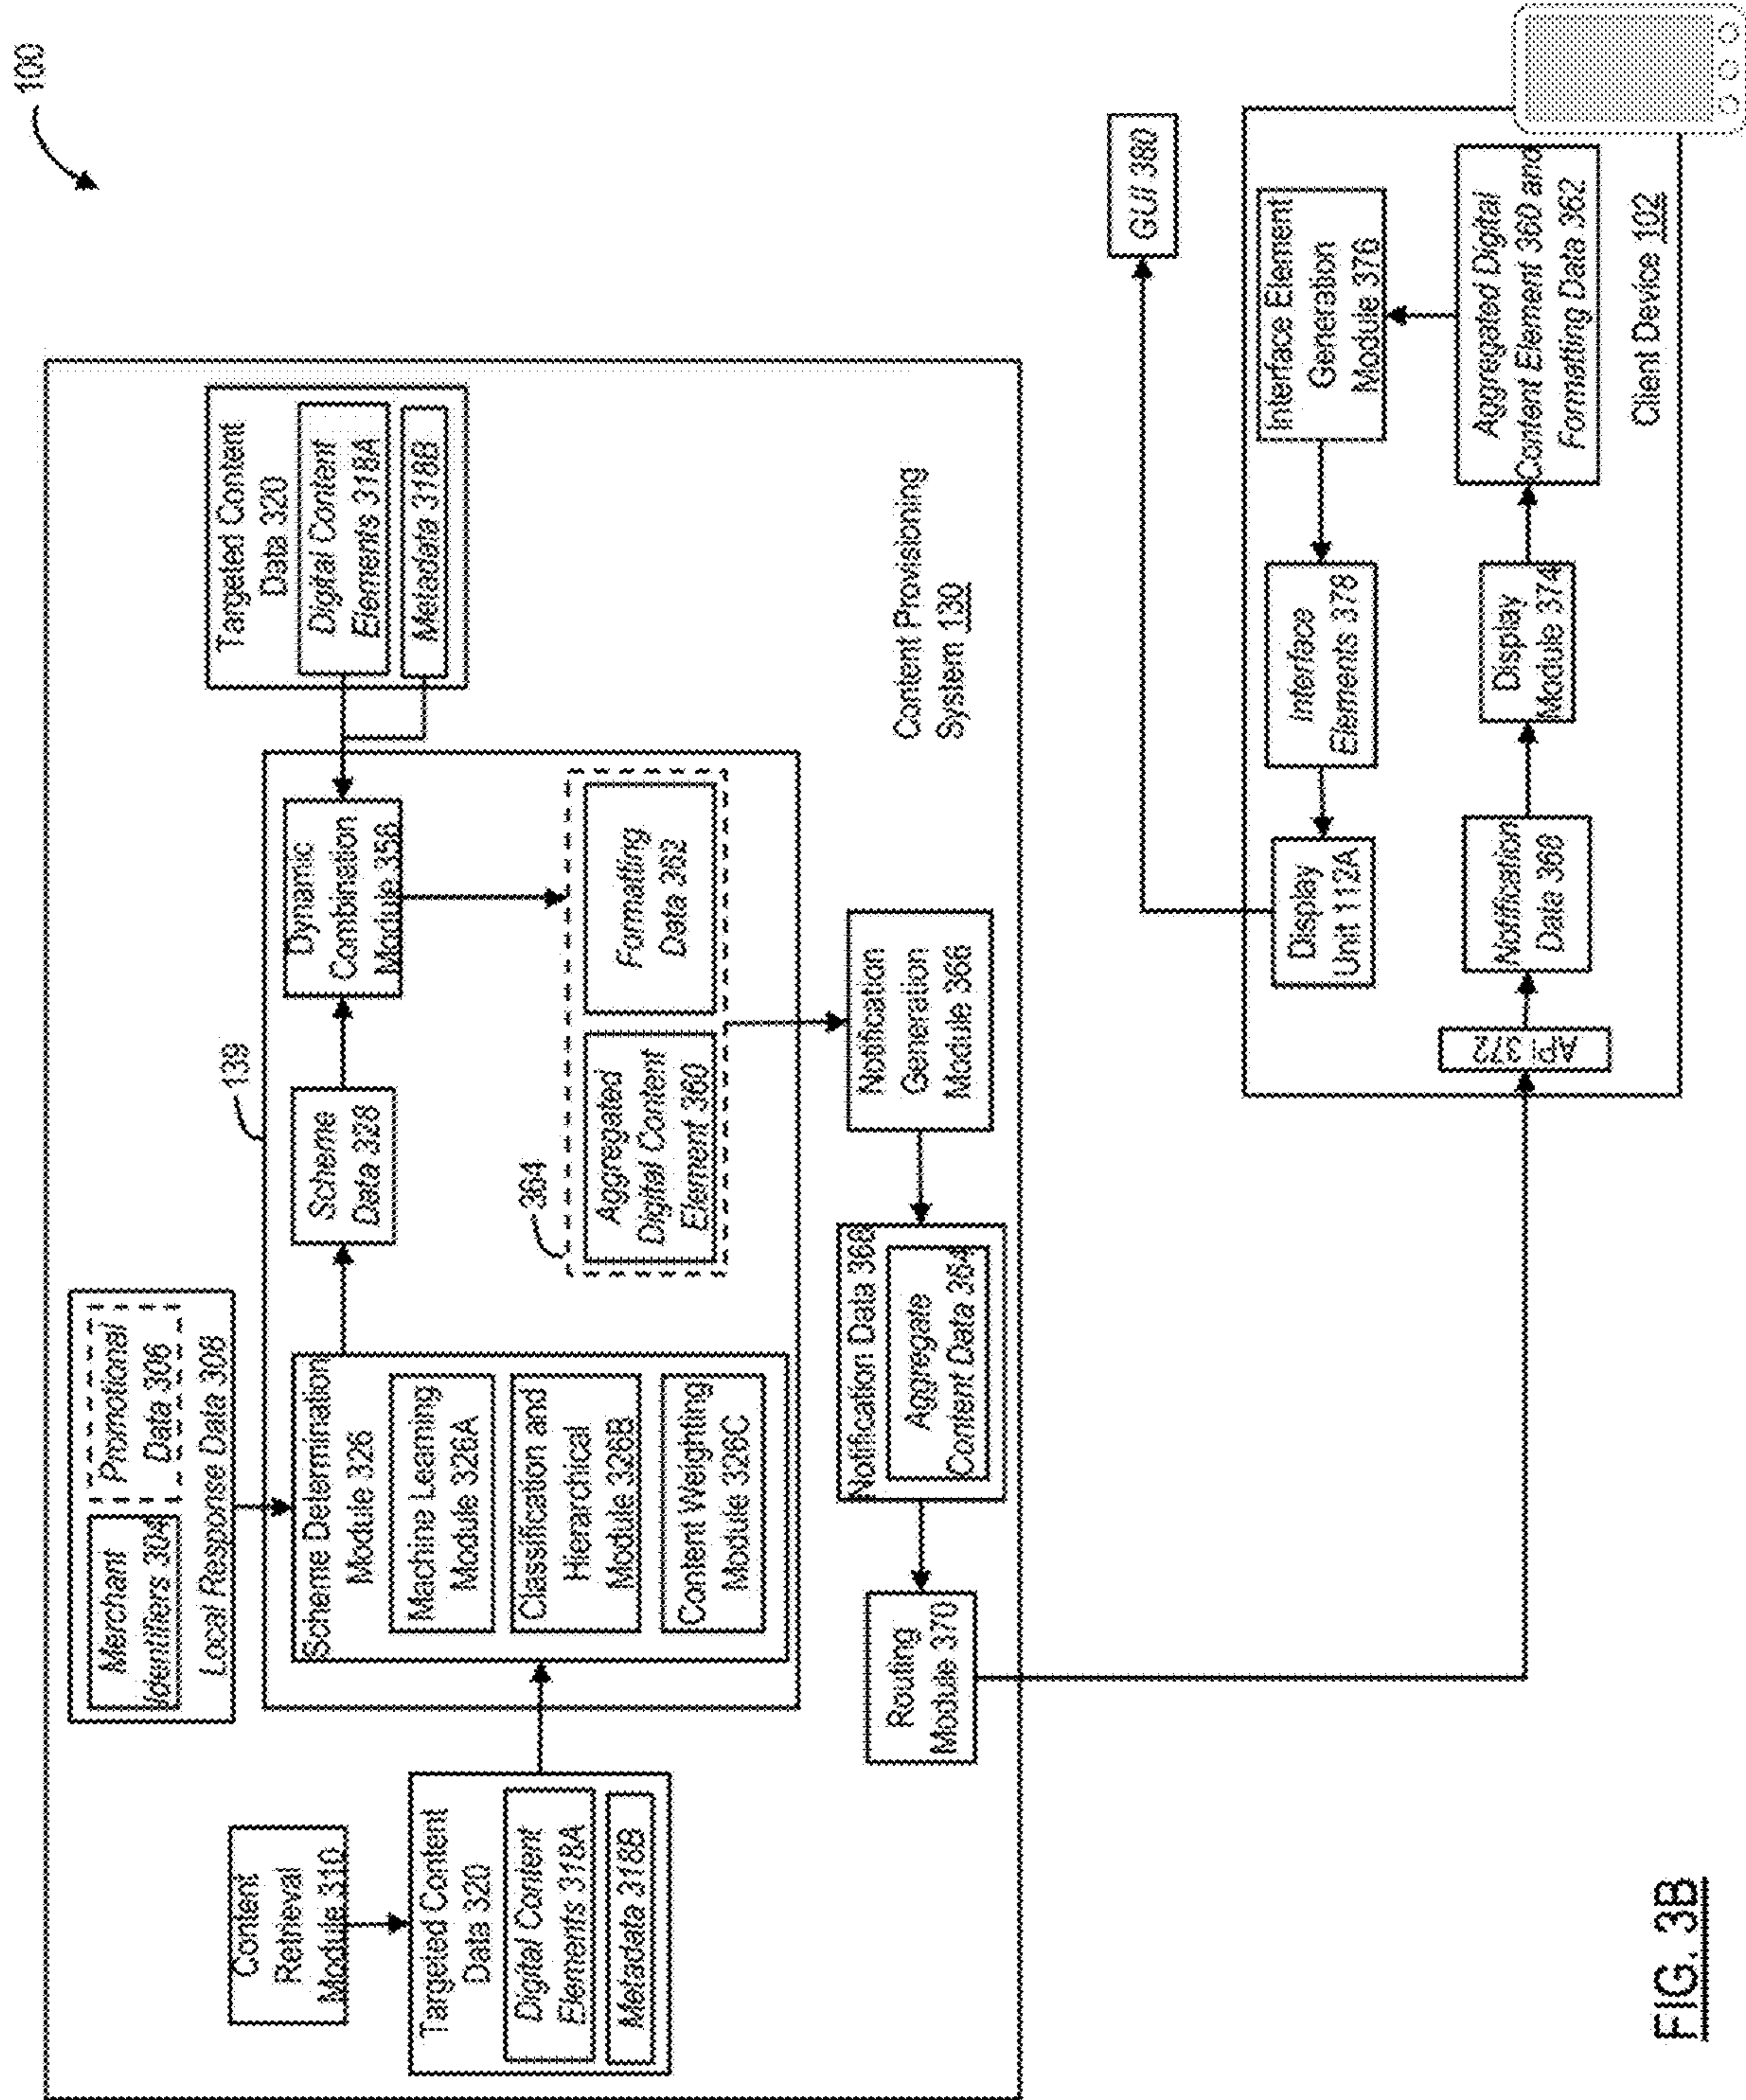 100
Content
Retrieval
Module 310
Targeted Content
Data 320
Digital Content
Elements 318A
Metadata 318B
Merchant
Identifiers 304
Promotional
Data 306
Local Response Data 308
139
Scheme Determination
Module 326
Machine Learning
Module 326A
Classification and
Hierarchical
Module 326B
Content Weighting
Module 326C
Scheme
Data 328
Dynamic
Combination
Module 358
Targeted Content
Data 320
Digital Content
Elements 318A
Metadata 318B
364
Aggregated
Digital Content
Element 360
Formatting
Data 362
Content Provisioning
System 130
Routing
Module 370
Notification Data 368
Aggregate
Content Data 364
Notification
Generation
Module 366
GUI 380
Display
Unit 112A
Interface
Elements 378
Interface Element
Generation
Module 376
API 372
Notification
Data 368
Display
Module 374
Aggregated Digital
Content Element 360 and
Formatting Data 362
Client Device 102
FIG. 3B